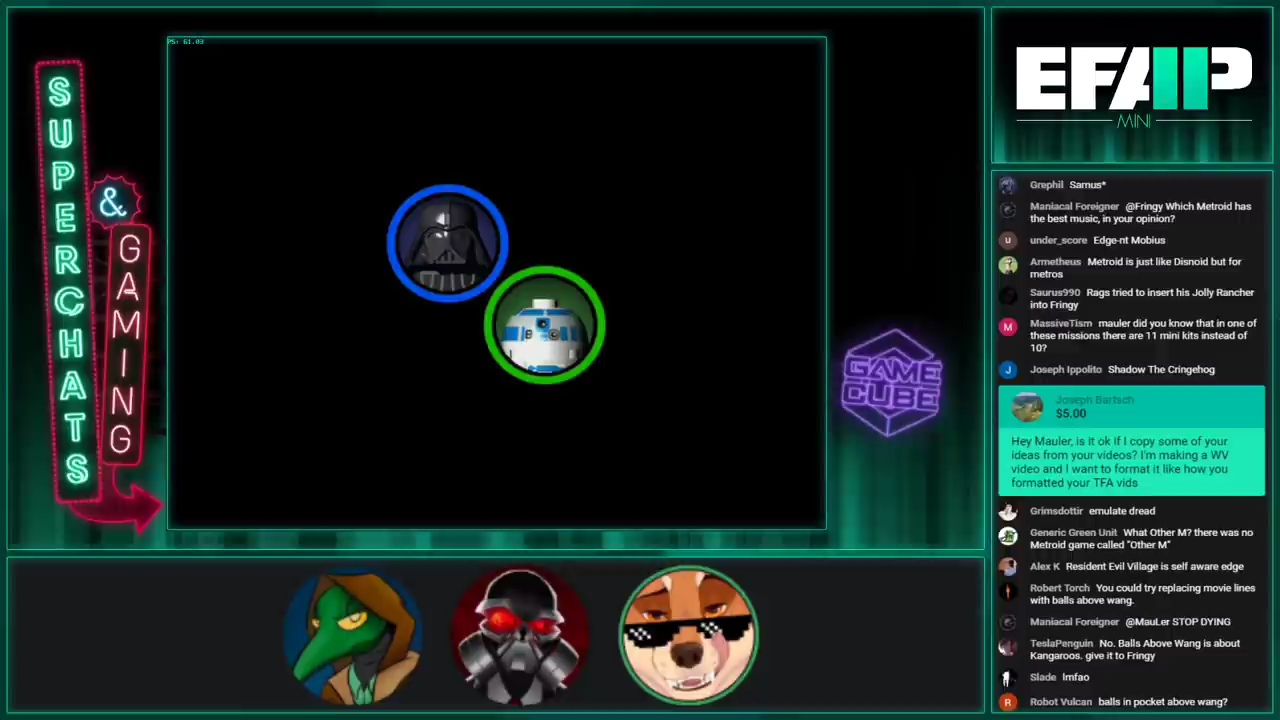 SUPERCHATS
&
GAMING
PS: 61.03
GAME
CUBE
EFAP
MINI
Grephil Samus*
Maniacal Foreigner @Fringy Which Metroid has
the best music, in your opinion?
under_score Edge-nt Mobius
Armetheus Metroid is just like Disnoid but for
metros
Saurus990 Rags tried to insert his Jolly Rancher
into Fringy
M
MassiveTism mauler did you know that in one of
these missions there are 11 mini kits instead of
10?
J
Joseph Ippolito Shadow The Cringehog
Joseph Bartsch
$5.00
Hey Mauler, is it ok if I copy some of your
ideas from your videos? I'm making a WV
video and I want to format it like how you
formatted your TFA vids
Grimsdottir emulate dread
Generic Green Unit What Other M? there was no
Metroid game called "Other M"
Alex K Resident Evil Village is self aware edge
Robert Torch You could try replacing movie lines
with balls above wang.
Maniacal Foreigner @MauLer STOP DYING
TeslaPenguin No. Balls Above Wang is about
Kangaroos. give it to Fringy
Slade lmfao
R
Robot Vulcan balls in pocket above wang?